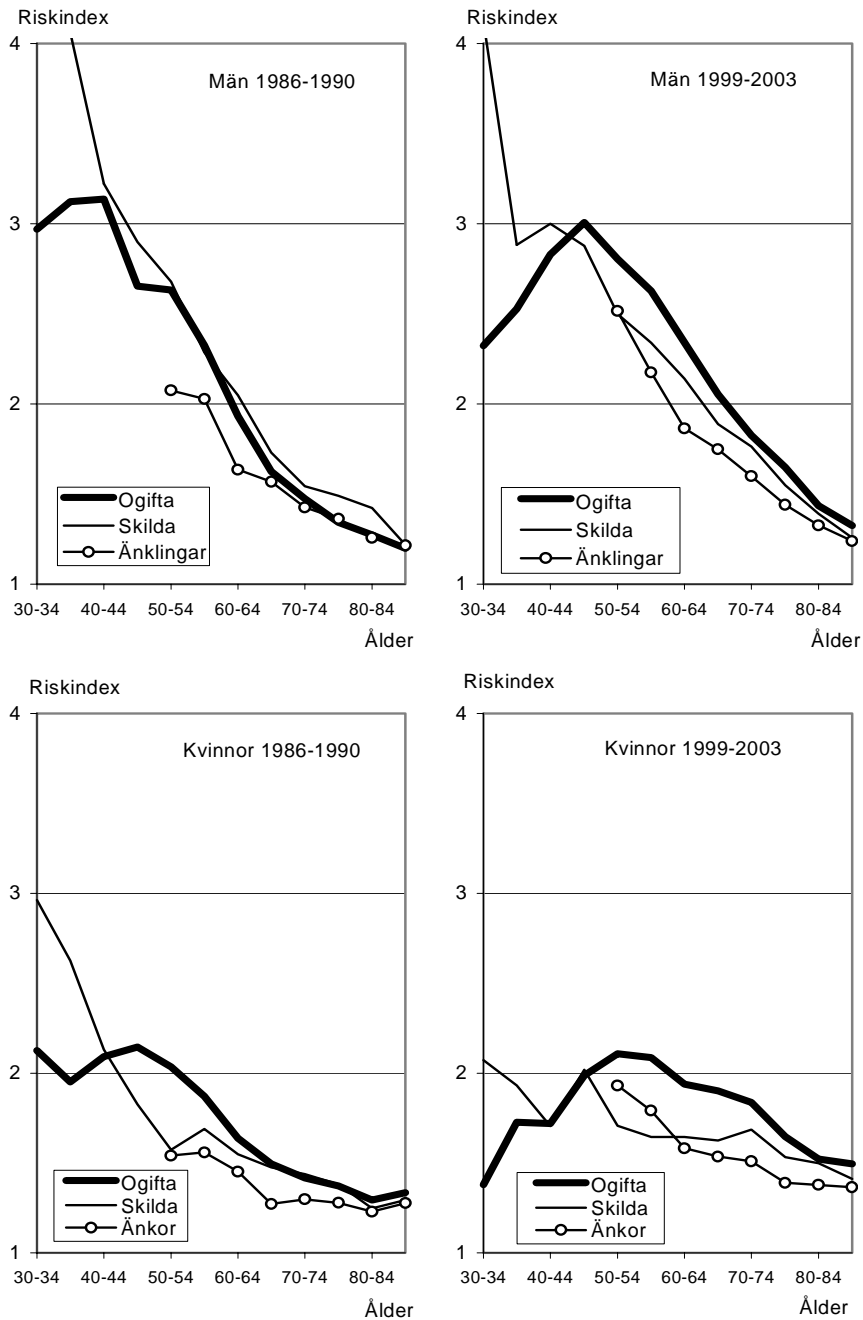 Riskindex
4
Män 1986-1990
3
2
Ogifta
Skilda
Änklingar
1
30-34 40-44 50-54 60-64 70-74 80-84
Ålder
Riskindex
4
Män 1999-2003
3
2
Ogifta
Skilda
Änklingar
1
30-34 40-44 50-54 60-64 70-74 80-84
Ålder
Riskindex
4
Kvinnor 1986-1990
3
2
Ogifta
Skilda
Änkor
1
30-34 40-44 50-54 60-64 70-74 80-84
Ålder
Riskindex
4
Kvinnor 1999-2003
3
2
Ogifta
Skilda
Änkor
1
30-34 40-44 50-54 60-64 70-74 80-84
Ålder